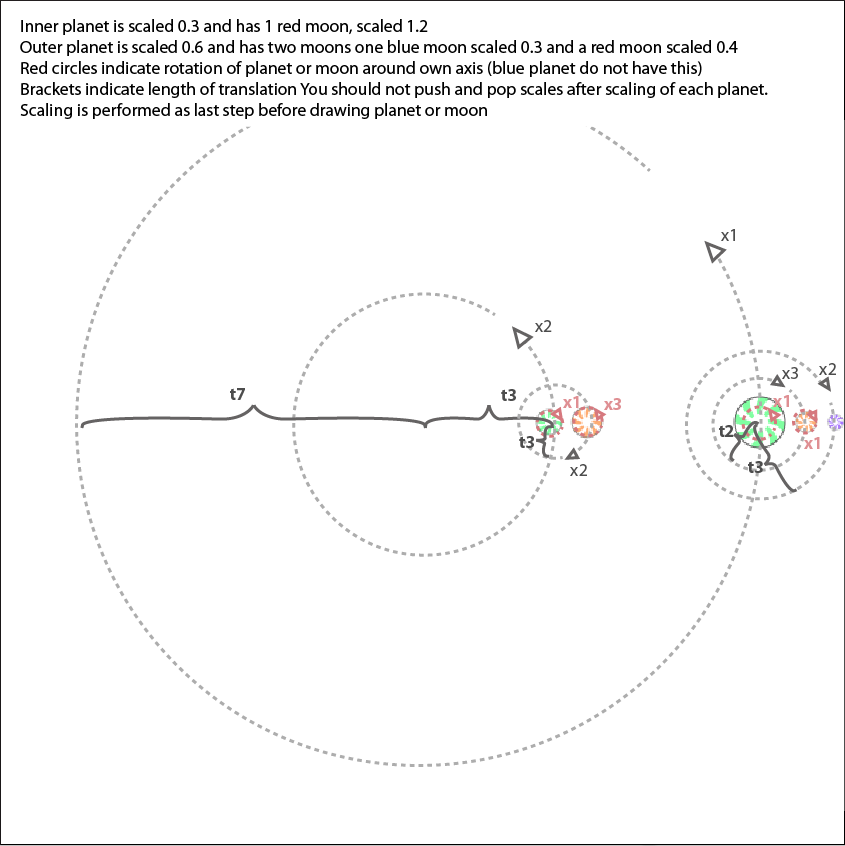 Inner planet is scaled 0.3 and has 1 red moon, scaled 1.2
Outer planet is scaled 0.6 and has two moons one blue moon scaled 0.3 and a red moon scaled 0.4
Red circles indicate rotation of planet or moon around own axis (blue planet do not have this)
Brackets indicate length of translation You should not push and pop scales after scaling of each planet.
Scaling is performed as last step before drawing planet or moon
x1
x2
x3
x2
t7
t3
x1
x3
x1
t2
t3
x1
t3
x2